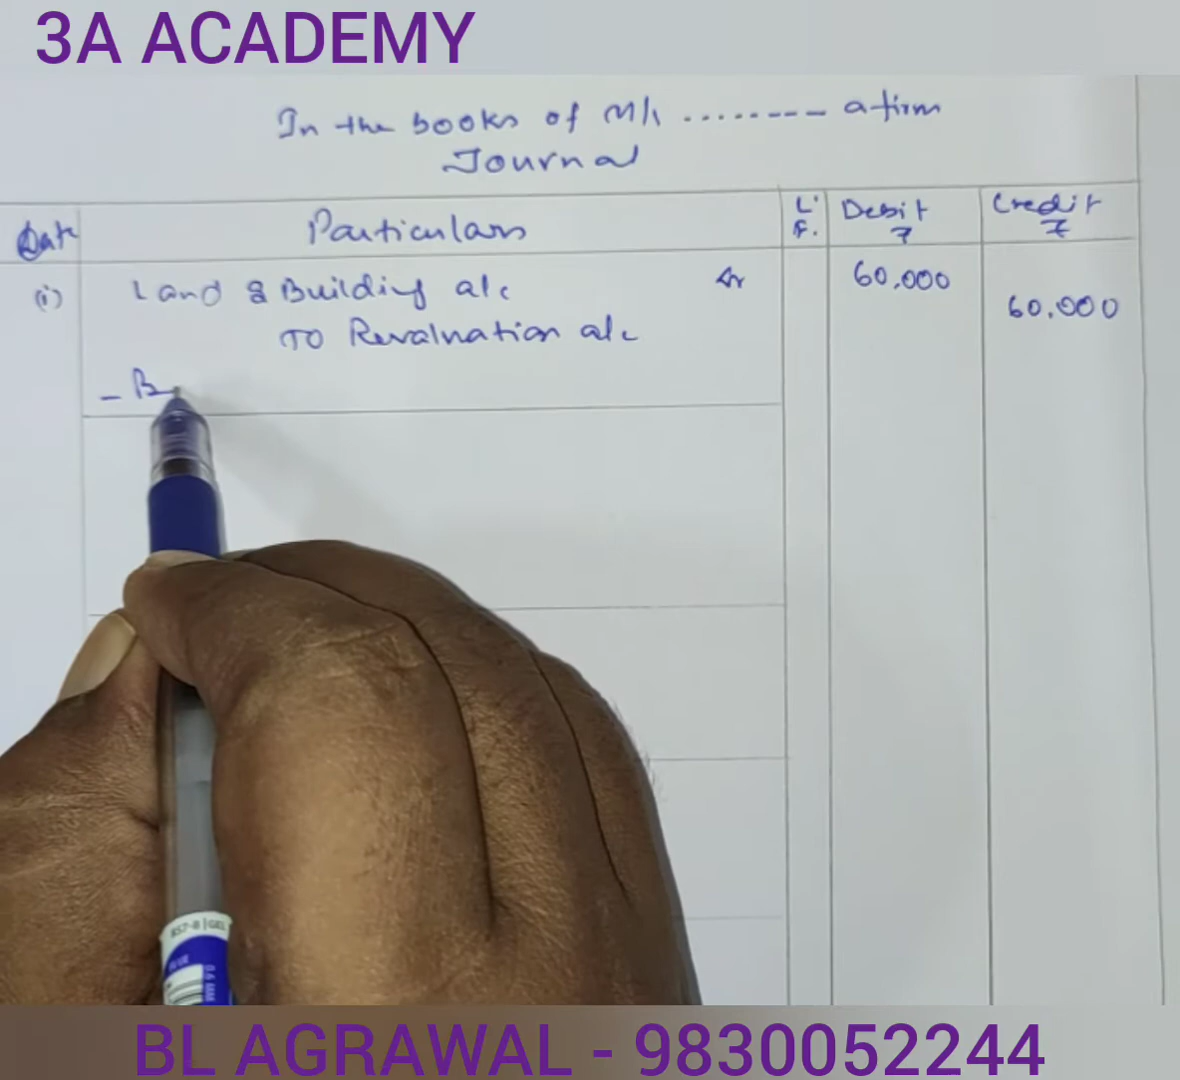 3A ACADEMY
In the books of M/s ........--- a firm
Journal
Date Particulars L. F. Debit ₹ Credit ₹
(i) Land & Building a/c Dr 60,000
To Revaluation a/c 60,000
- B
BL AGRAWAL - 9830052244